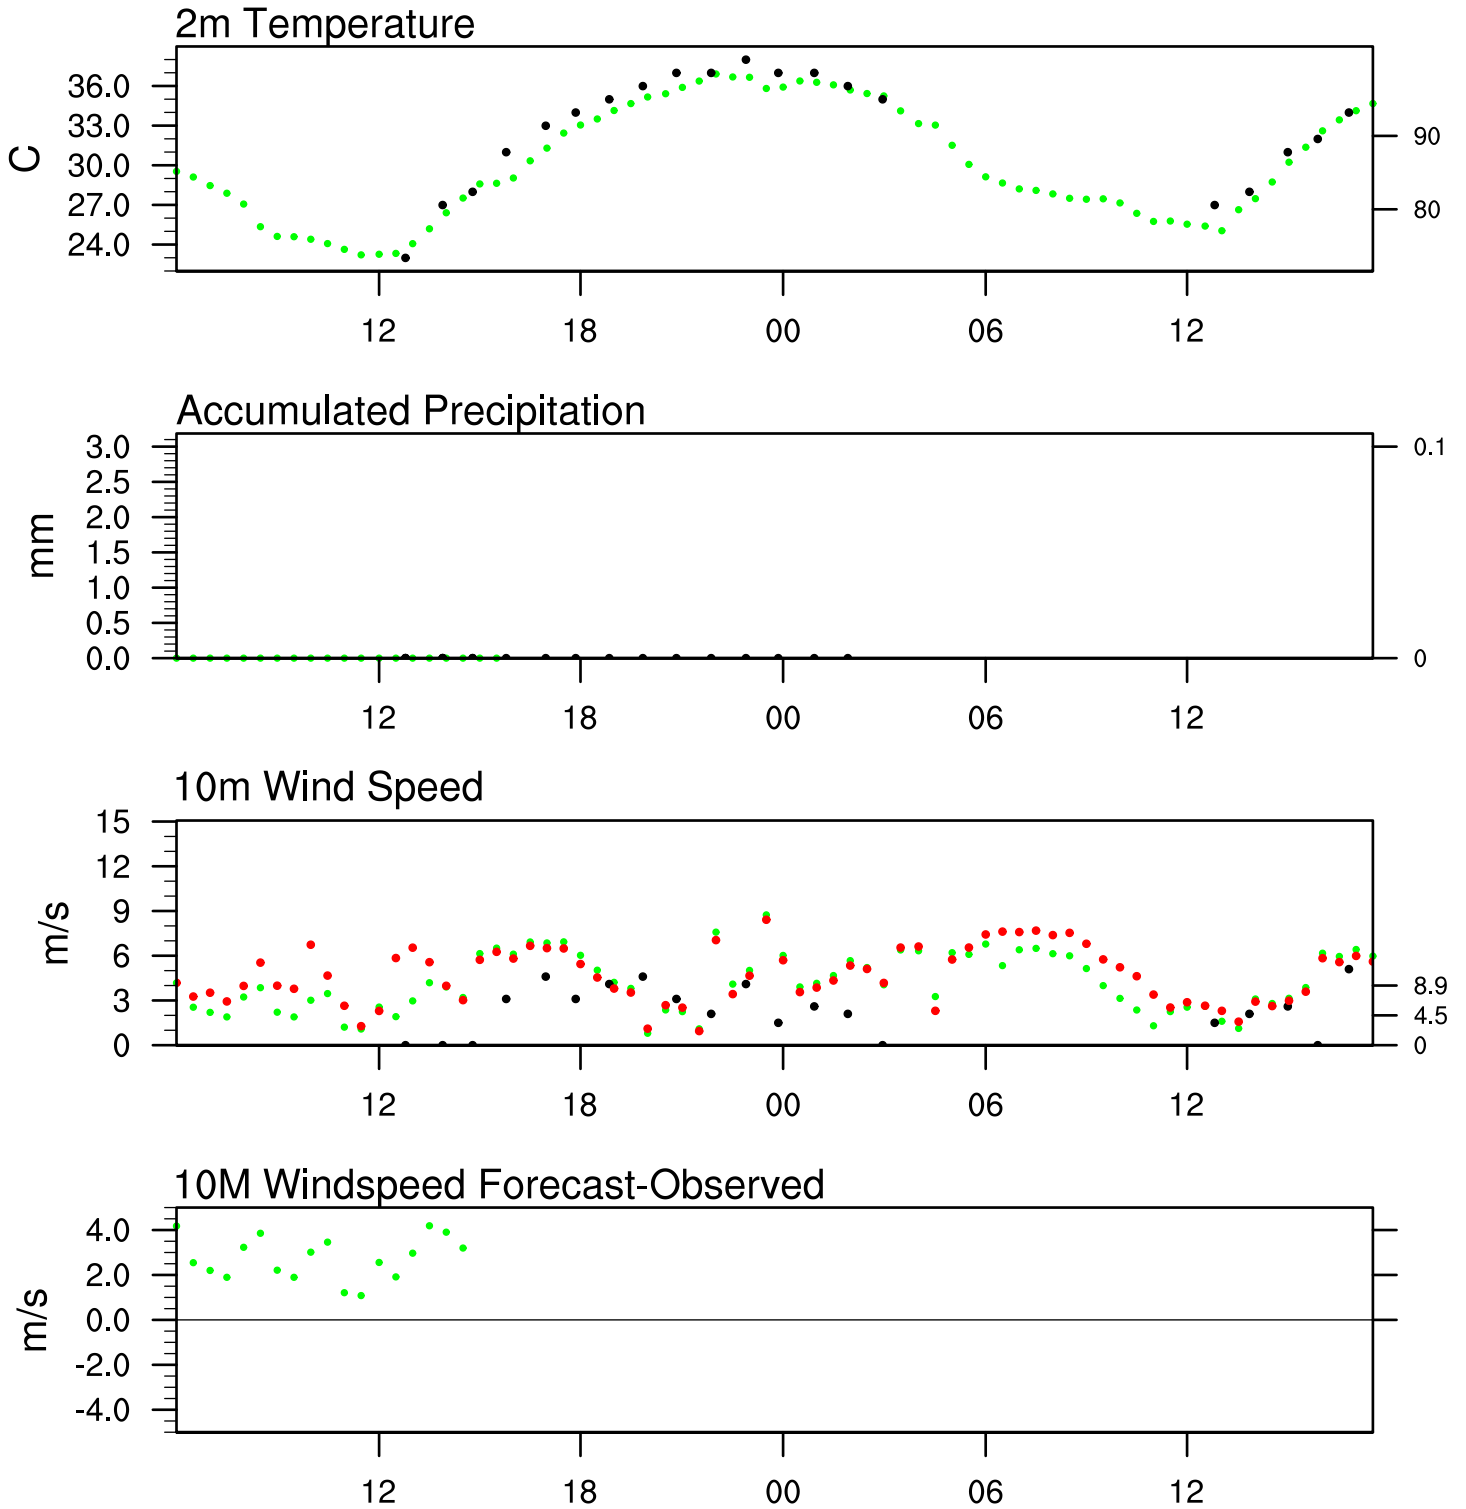 2m Temperature
C
36.0
33.0
30.0
27.0
24.0
90
80
12 18 00 06 12
Accumulated Precipitation
mm
3.0
2.5
2.0
1.5
1.0
0.5
0.0
0.1
0
12 18 00 06 12
10m Wind Speed
m/s
15
12
9
6
3
0
8.9
4.5
0
12 18 00 06 12
10M Windspeed Forecast-Observed
m/s
4.0
2.0
0.0
-2.0
-4.0
12 18 00 06 12